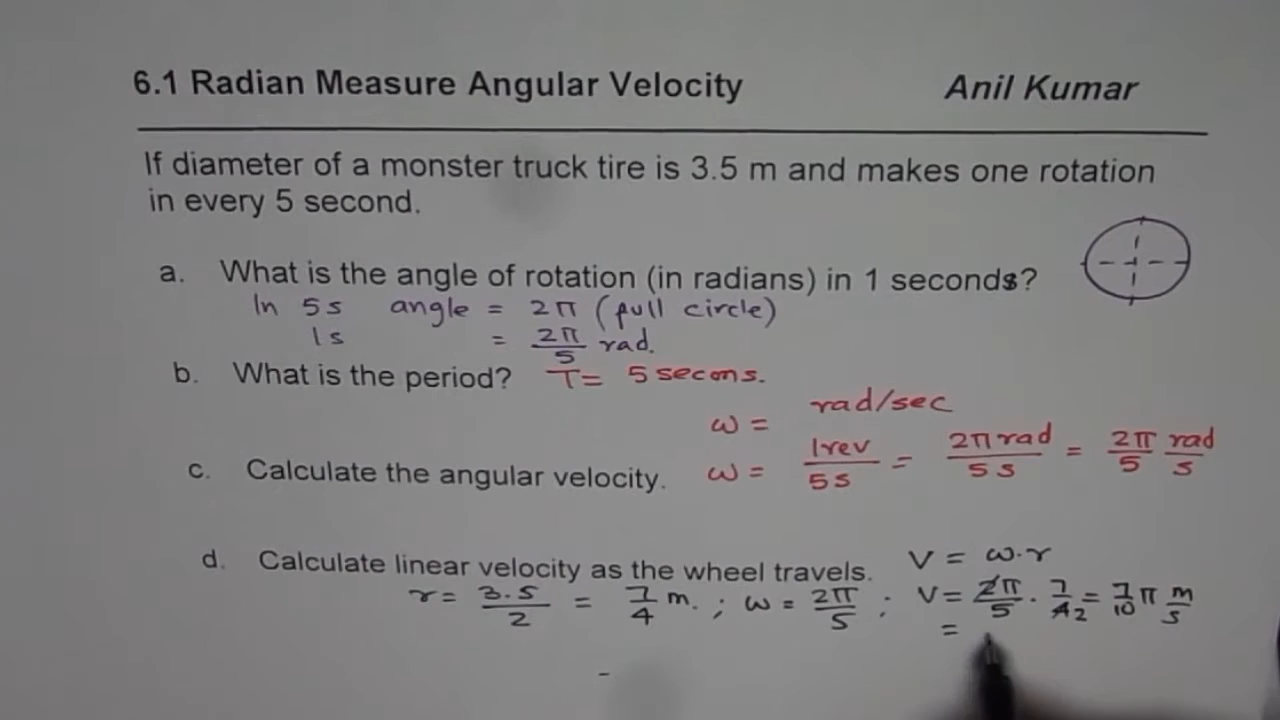 6.1 Radian Measure Angular Velocity Anil Kumar
If diameter of a monster truck tire is 3.5 m and makes one rotation
in every 5 second.
a. What is the angle of rotation (in radians) in 1 seconds?
In 5s angle = 2π (full circle)
1s = 2π/5 rad.
b. What is the period? T= 5 secons.
ω = rad/sec
c. Calculate the angular velocity. ω = 1rev/5s = 2π rad/5s = 2π/5 rad/s
d. Calculate linear velocity as the wheel travels. V = ω·r
r = 3.5/2 = 7/4 m. ; ω = 2π/5 ; V = 2π/5 · 7/4 2 = 7/10 π m/s
=